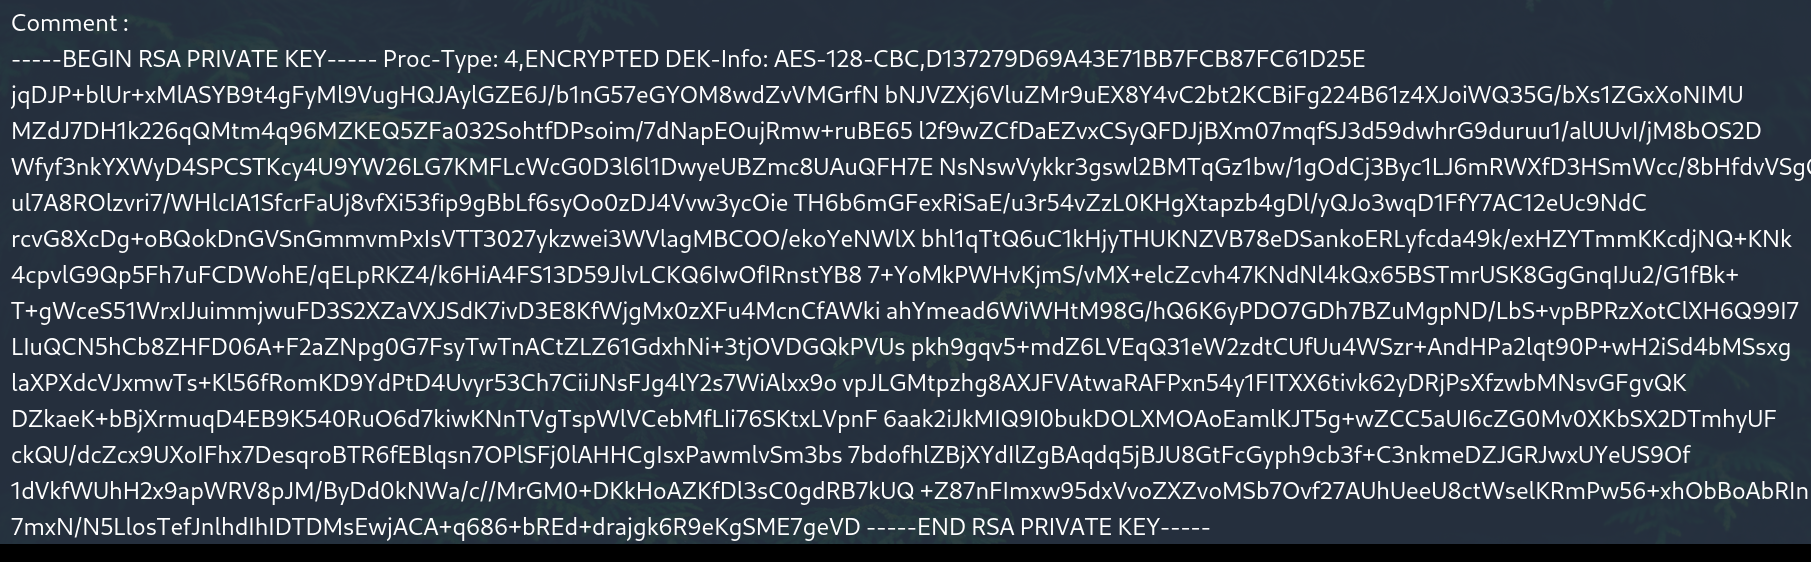 Comment :
-----BEGIN RSA PRIVATE KEY----- Proc-Type: 4,ENCRYPTED DEK-Info: AES-128-CBC,D137279D69A43E71BB7FCB87FC61D25E
jqDJP+blUr+xMlASYB9t4gFyMl9VugHQJAylGZE6J/b1nG57eGYOM8wdZvVMGrfN bNJVZXj6VluZMr9uEX8Y4vC2bt2KCBiFg224B61z4XJoiWQ35G/bXs1ZGxXoNIMU
MZdJ7DH1k226qQMtm4q96MZKEQ5ZFa032SohtfDPsoim/7dNapEOujRmw+ruBE65 l2f9wZCfDaEZvxCSyQFDJjBXm07mqfSJ3d59dwhrG9duruu1/alUUvI/jM8bOS2D
Wfyf3nkYXWyD4SPCSTKcy4U9YW26LG7KMFLcWcG0D3l6l1DwyeUBZmc8UAuQFH7E NsNswVykkr3gswl2BMTqGz1bw/1gOdCj3Byc1LJ6mRWXfD3HSmWcc/8bHfdvVSg
ul7A8ROlzvri7/WHlcIA1SfcrFaUj8vfXi53fip9gBbLf6syOo0zDJ4Vvw3ycOie TH6b6mGFexRiSaE/u3r54vZzL0KHgXtapzb4gDl/yQJo3wqD1FfY7AC12eUc9NdC
rcvG8XcDg+oBQokDnGVSnGmmvmPxIsVTT3027ykzwei3WVlagMBCOO/ekoYeNWlX bhl1qTtQ6uC1kHjyTHUKNZVB78eDSankoERLyfcda49k/exHZYTmmKKcdjNQ+KNk
4cpvlG9Qp5Fh7uFCDWohE/qELpRKZ4/k6HiA4FS13D59JlvLCKQ6IwOfIRnstYB8 7+YoMkPWHvKjmS/vMX+elcZcvh47KNdNl4kQx65BSTmrUSK8GgGnqIJu2/G1fBk+
T+gWceS51WrxIJuimmjwuFD3S2XZaVXJSdK7ivD3E8KfWjgMx0zXFu4McnCfAWki ahYmead6WiWHtM98G/hQ6K6yPDO7GDh7BZuMgpND/LbS+vpBPRzXotClXH6Q99I7
LIuQCN5hCb8ZHFD06A+F2aZNpg0G7FsyTwTnACtZLZ61GdxhNi+3tjOVDGQkPVUs pkh9gqv5+mdZ6LVEqQ31eW2zdtCUfUu4WSzr+AndHPa2lqt90P+wH2iSd4bMSsxg
laXPXdcVJxmwTs+Kl56fRomKD9YdPtD4Uvyr53Ch7CiiJNsFJg4lY2s7WiAlxx9o vpJLGMtpzhg8AXJFVAtwaRAFPxn54y1FITXX6tivk62yDRjPsXfzwbMNsvGFgvQK
DZkaeK+bBjXrmuqD4EB9K540RuO6d7kiwKNnTVgTspWlVCebMfLIi76SKtxLVpnF 6aak2iJkMIQ9I0bukDOLXMOAoEamlKJT5g+wZCC5aUI6cZG0Mv0XKbSX2DTmhyUF
ckQU/dcZcx9UXoIFhx7DesqroBTR6fEBlqsn7OPlSFj0lAHHCgIsxPawmlvSm3bs 7bdofhlZBjXYdIlZgBAqdq5jBJU8GtFcGyph9cb3f+C3nkmeDZJGRJwxUYeUS9Of
1dVkfWUhH2x9apWRV8pJM/ByDd0kNWa/c//MrGM0+DKkHoAZKfDl3sC0gdRB7kUQ +Z87nFImxw95dxVvoZXZvoMSb7Ovf27AUhUeeU8ctWselKRmPw56+xhObBoAbRIn
7mxN/N5LlosTefJnlhdIhIDTDMsEwjACA+q686+bREd+drajgk6R9eKgSME7geVD -----END RSA PRIVATE KEY-----